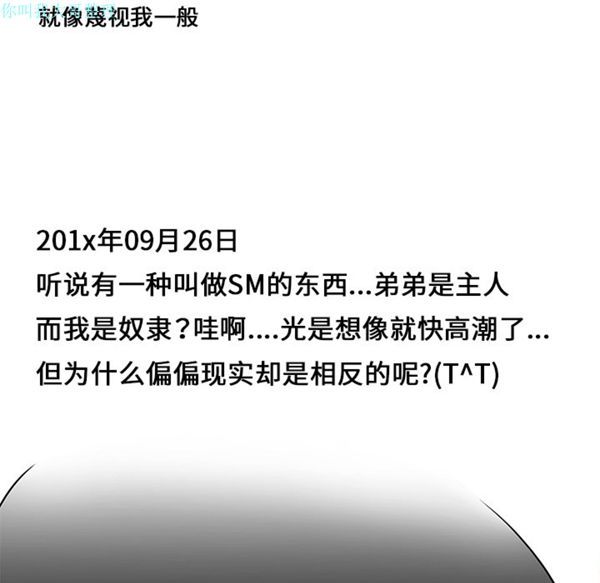 就像蔑视我一般
201x年09月26日
听说有一种叫做SM的东西...弟弟是主人
而我是奴隶?哇啊....光是想像就快高潮了...
但为什么偏偏现实却是相反的呢?(T^T)